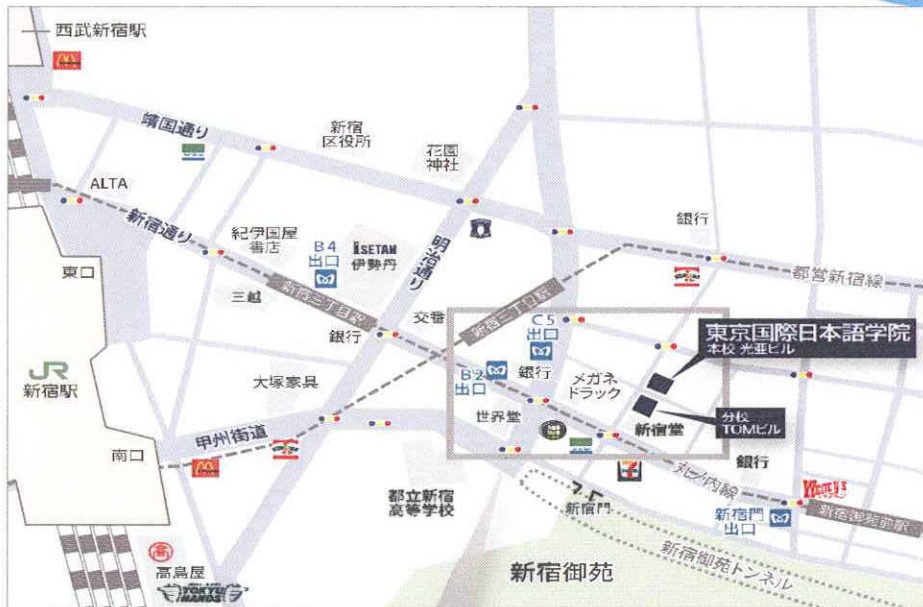 西武新宿駅
靖国通り
新宿
区役所
花園
神社
ALTA
新宿通り
紀伊国屋
書店
B4
出口
ISETAN
伊勢丹
明治通り
銀行
都営新宿線
東口
三越
新宿三丁目駅
交番
新宿三丁目駅
C5
出口
東京国際日本語学院
本校 光亜ビル
JR
新宿駅
銀行
大塚家具
B2
出口
銀行
メガネ
ドラック
世界堂
新宿堂
分校
TOMビル
甲州街道
南口
都立新宿
高等学校
新宿門
丸ノ内線
銀行
Wendy's
新宿門
出口
新宿御苑前駅
高
高島屋
TOKYU
HANDS
新宿御苑
新宿御苑トンネル